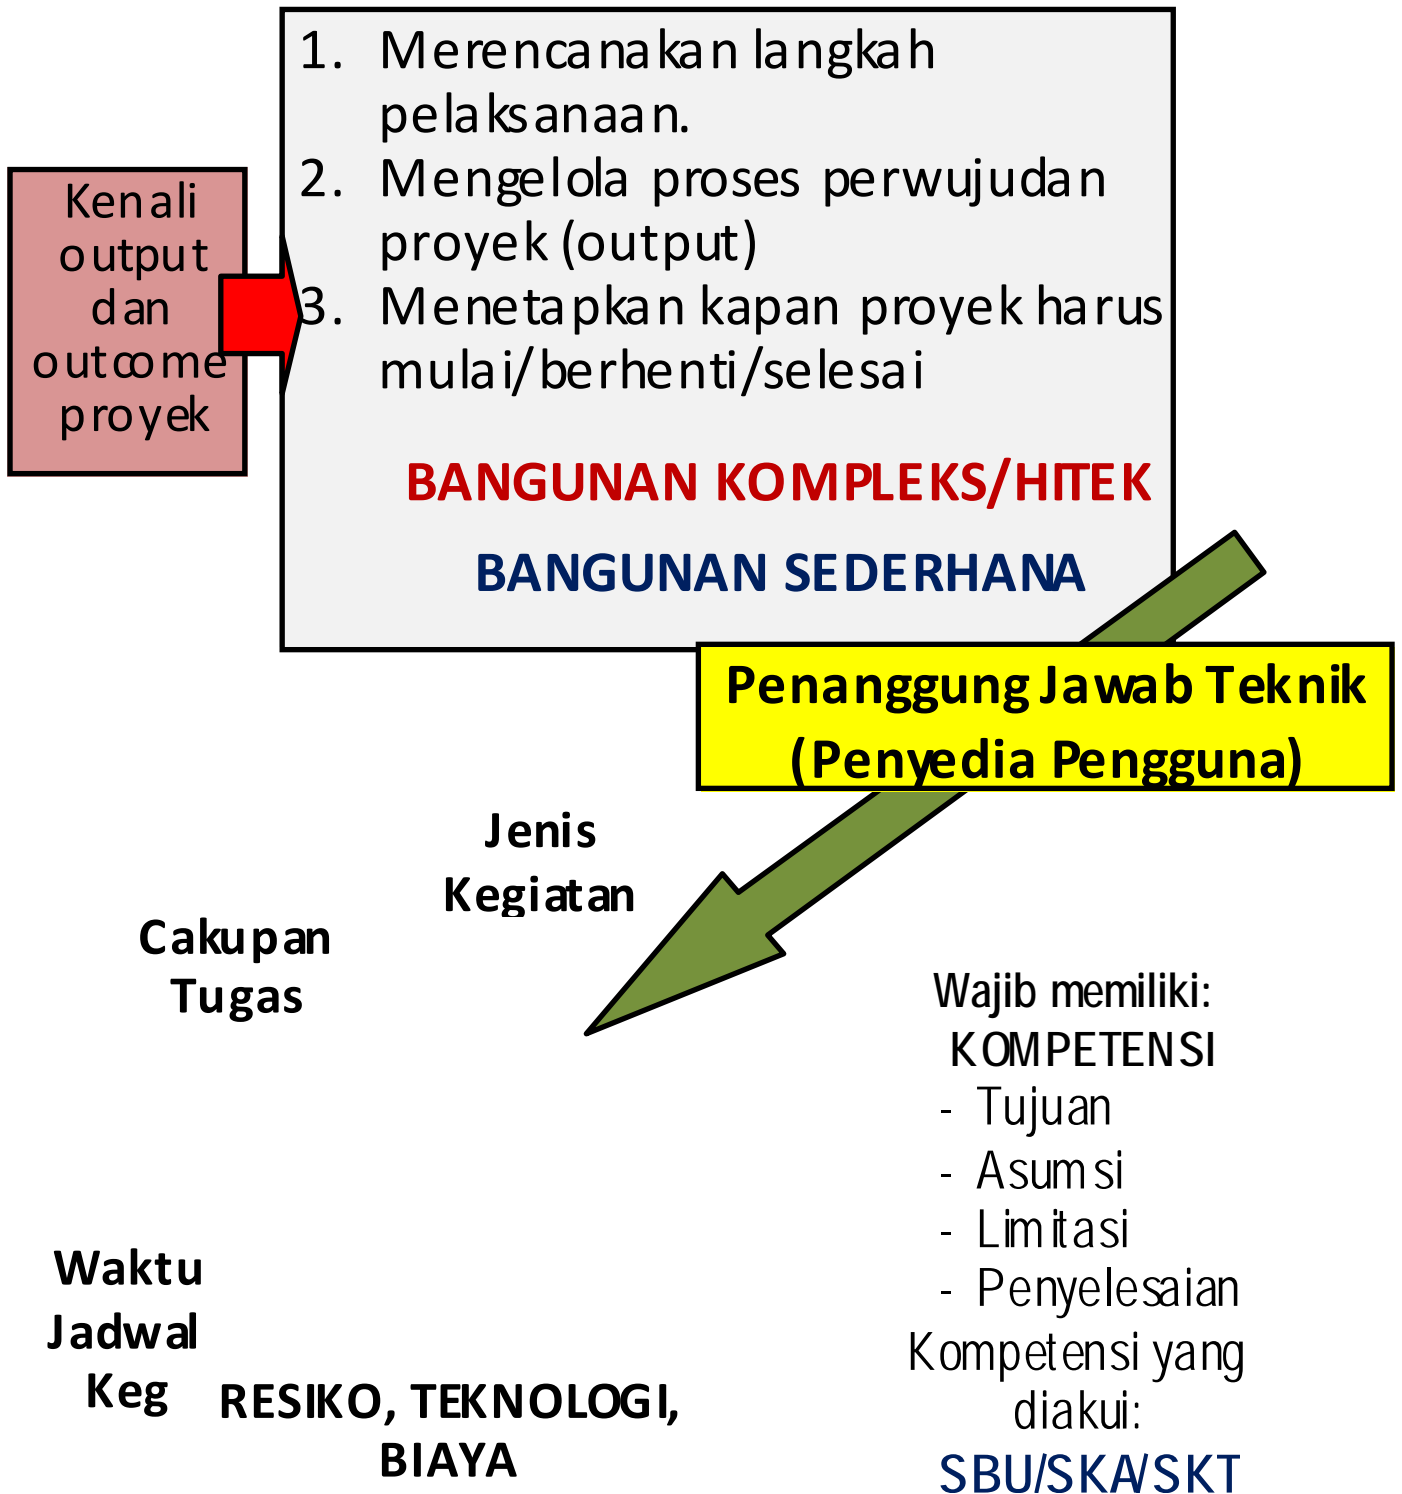 Kenali
output
dan
outcome
proyek
1. Merencanakan langkah
pelaksanaan.
2. Mengelola proses perwujudan
proyek (output)
3. Menetapkan kapan proyek harus
mulai/berhenti/selesai
BANGUNAN KOMPLEKS/HITEK
BANGUNAN SEDERHANA
Penanggung Jawab Teknik
(Penyedia Pengguna)
Jenis
Kegiatan
Cakupan
Tugas
Waktu
Jadwal
Keg
RESIKO, TEKNOLOGI,
BIAYA
Wajib memiliki:
KOMPETENSI
- Tujuan
- Asumsi
- Limitasi
- Penyelesaian
Kompetensi yang
diakui:
SBU/SKA/SKT